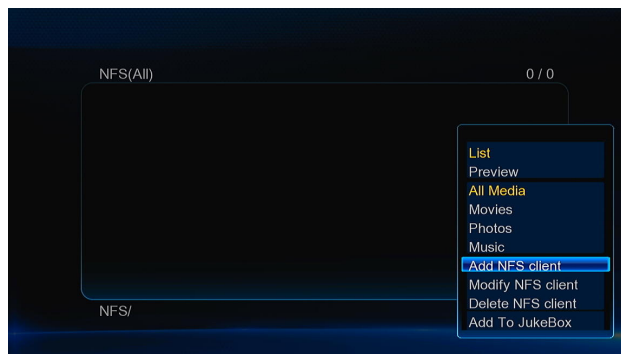 NFS(All)
0 / 0
List
Preview
All Media
Movies
Photos
Music
Add NFS client
Modify NFS client
Delete NFS client
Add To JukeBox
NFS/